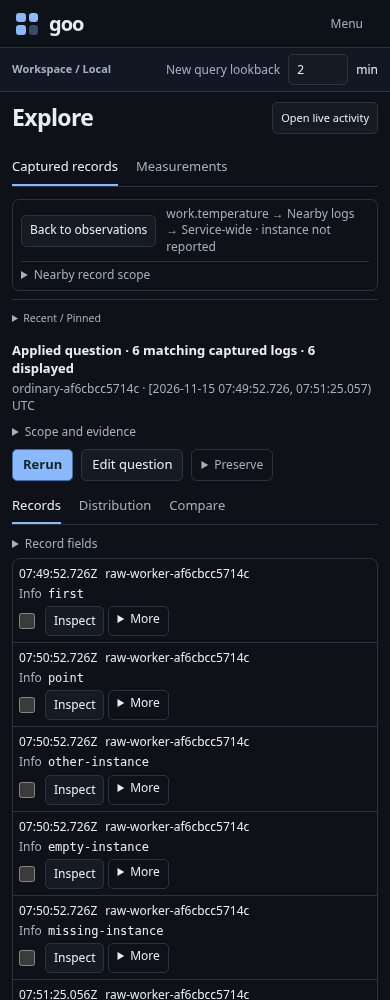 goo
Menu
Workspace / Local
New query lookback 2 min
Explore
Open live activity
Captured records Measurements
Back to observations
work.temperature → Nearby logs
→ Service-wide · instance not
reported
▶ Nearby record scope
▶ Recent / Pinned
Applied question · 6 matching captured logs · 6
displayed
ordinary-af6cbcc5714c · [2026-11-15 07:49:52.726, 07:51:25.057)
UTC
▶ Scope and evidence
Rerun Edit question ▶ Preserve
Records Distribution Compare
▶ Record fields
07:49:52.726Z raw-worker-af6cbcc5714c
Info first
Inspect ▶ More
07:50:52.726Z raw-worker-af6cbcc5714c
Info point
Inspect ▶ More
07:50:52.726Z raw-worker-af6cbcc5714c
Info other-instance
Inspect ▶ More
07:50:52.726Z raw-worker-af6cbcc5714c
Info empty-instance
Inspect ▶ More
07:50:52.726Z raw-worker-af6cbcc5714c
Info missing-instance
Inspect ▶ More
07:51:25.056Z raw-worker-af6cbcc5714c